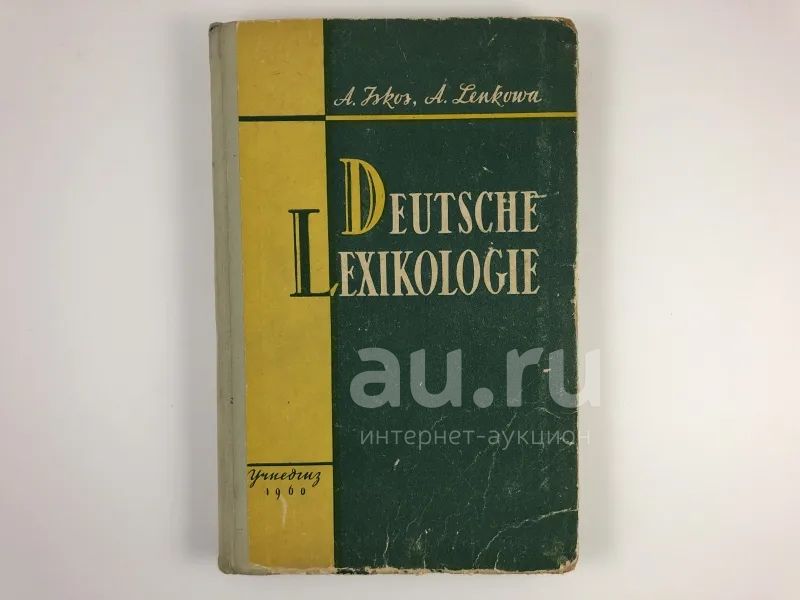 A. Iskos, A. Lenkowa
DEUTSCHE
LEXIKOLOGIE
au.ru
интернет-аукцион
Учпедгиз
1960